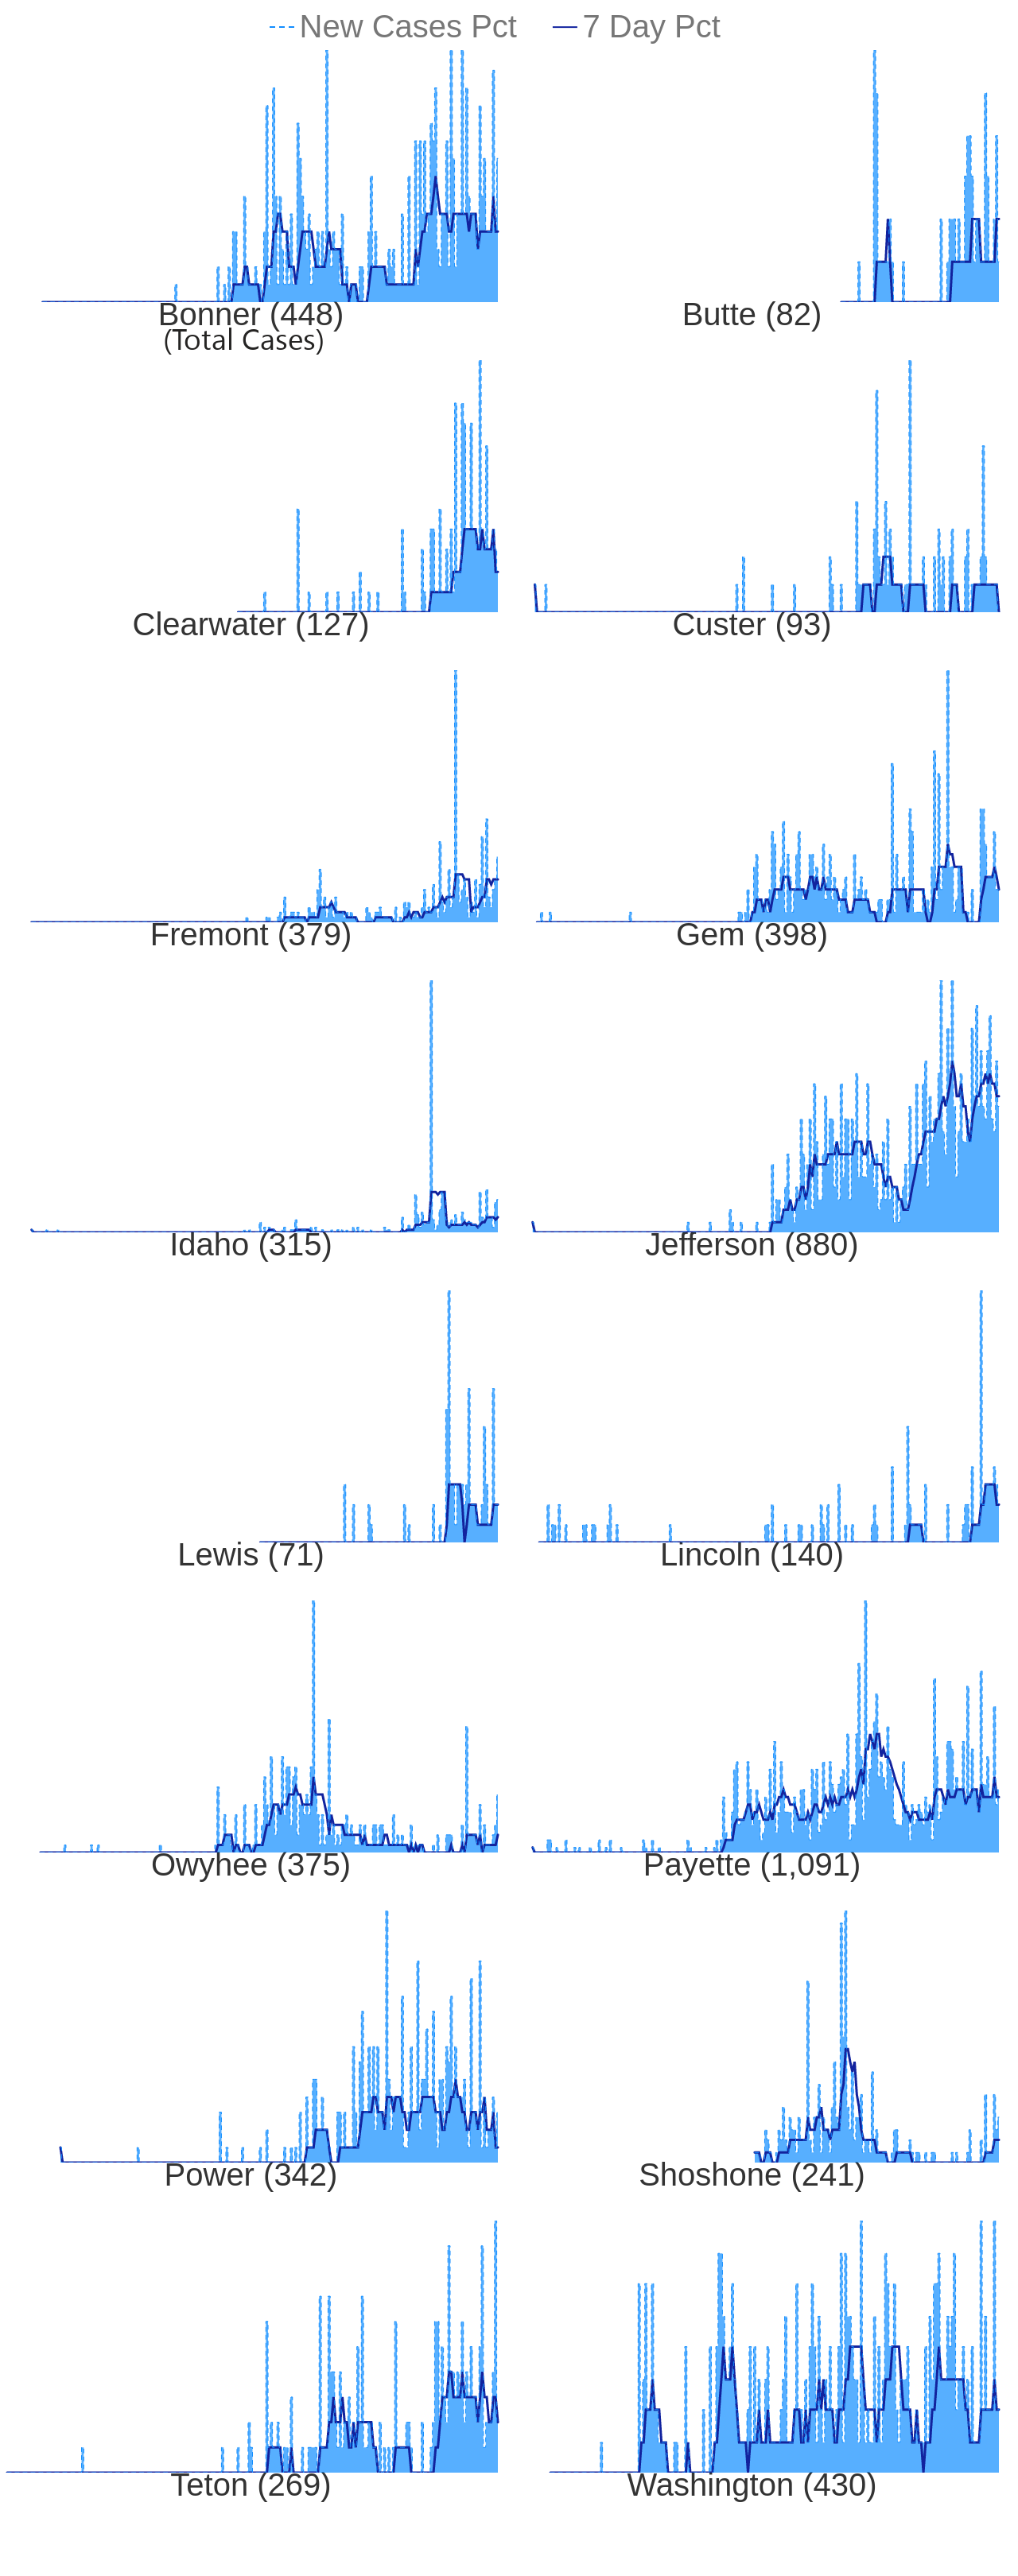 New Cases Pct 7 Day Pct
Bonner (448) Butte (82)
(Total Cases)
Clearwater (127) Custer (93)
Fremont (379) Gem (398)
Idaho (315) Jefferson (880)
Lewis (71) Lincoln (140)
Owyhee (375) Payette (1,091)
Power (342) Shoshone (241)
Teton (269) Washington (430)